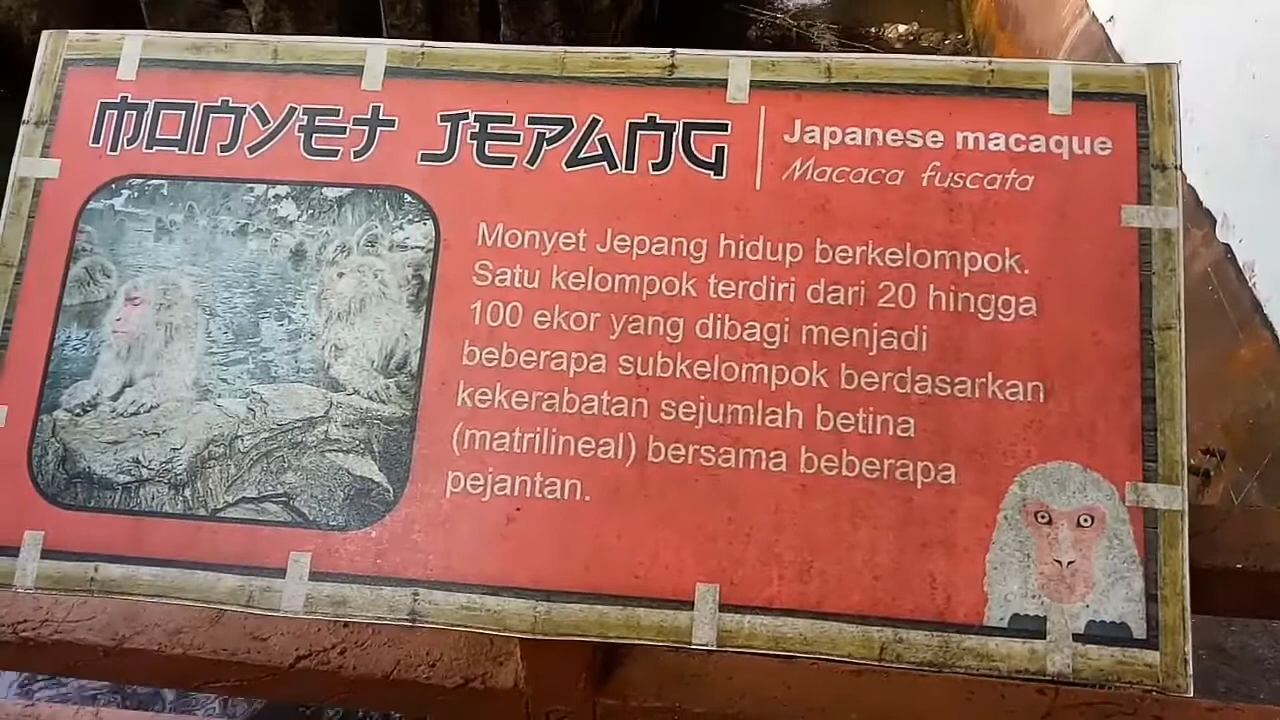 MONYET JEPANG
Japanese macaque
Macaca fuscata
Monyet Jepang hidup berkelompok.
Satu kelompok terdiri dari 20 hingga
100 ekor yang dibagi menjadi
beberapa subkelompok berdasarkan
kekerabatan sejumlah betina
(matrilineal) bersama beberapa
pejantan.